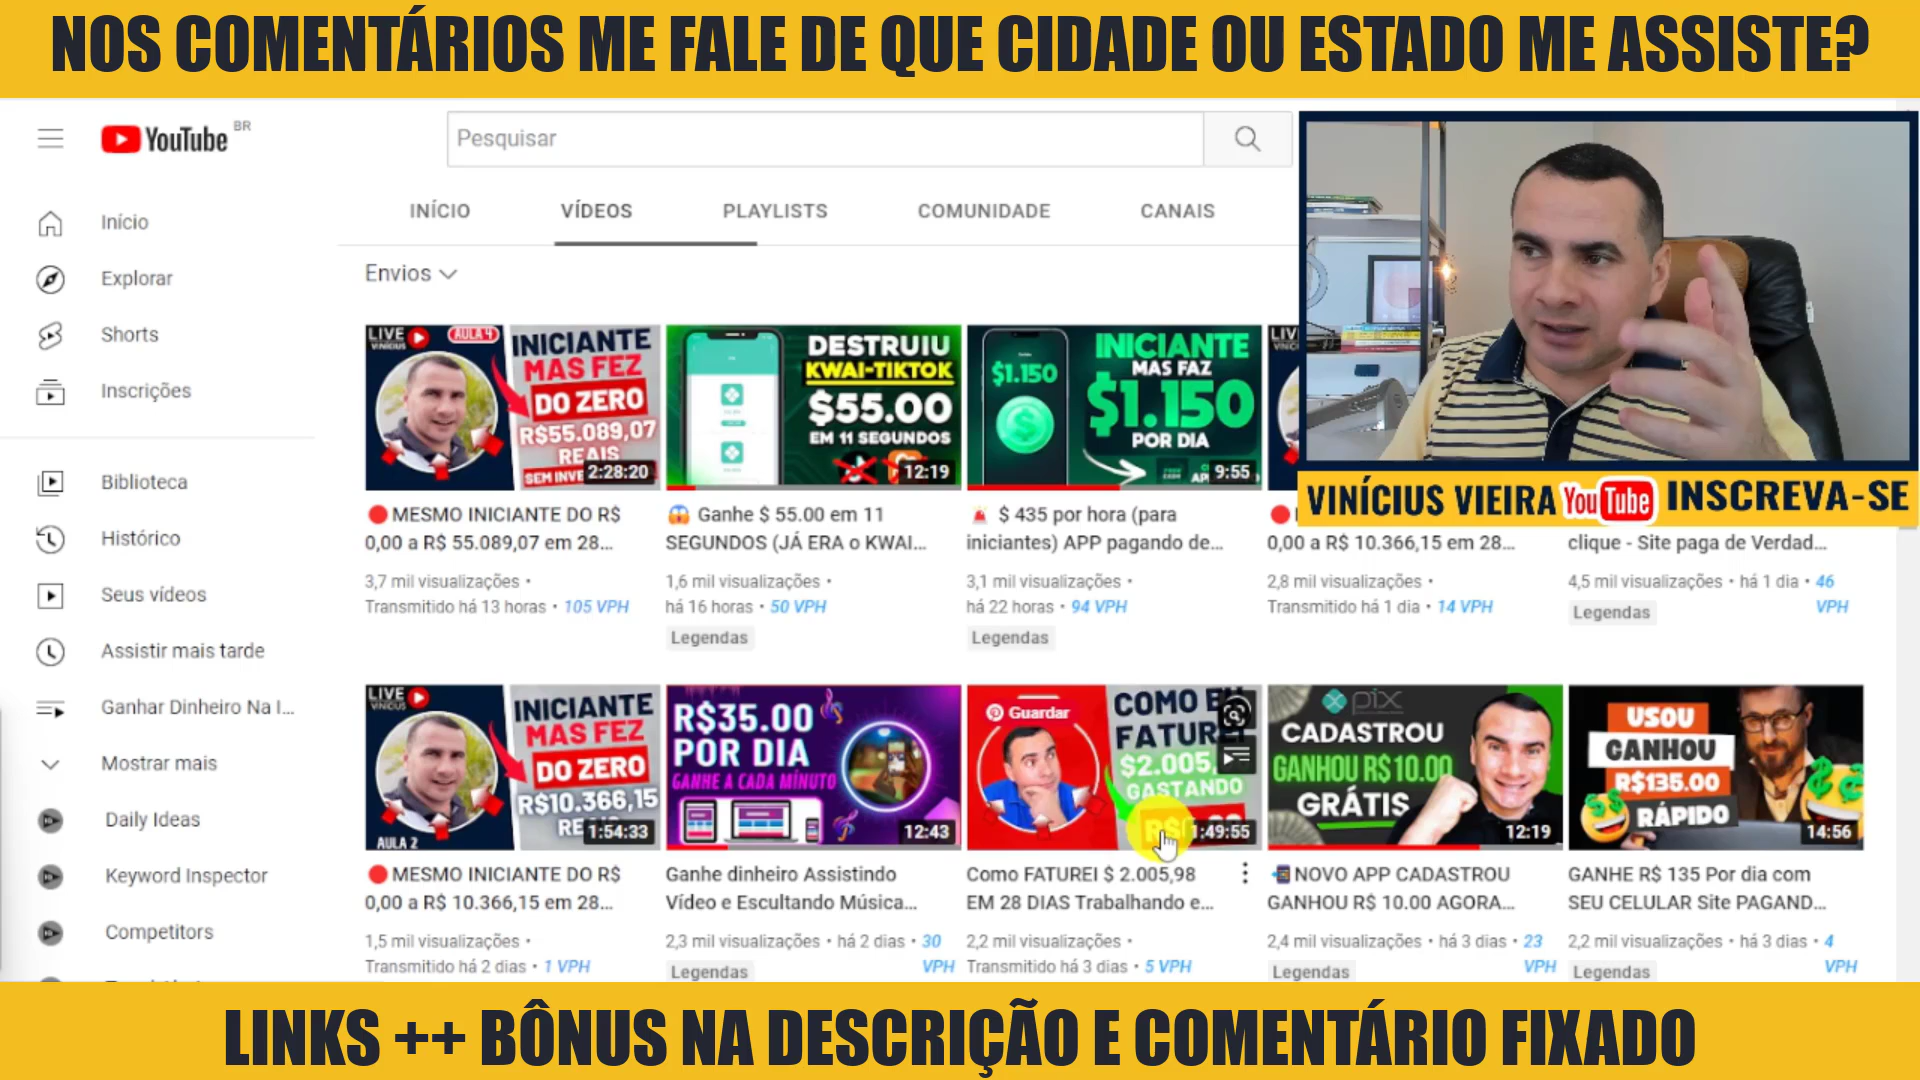 NOS COMENTÁRIOS ME FALE DE QUE CIDADE OU ESTADO ME ASSISTE?
YouTube BR
Pesquisar
INÍCIO
VÍDEOS
PLAYLISTS
COMUNIDADE
CANAIS
Envios
Início
Explorar
Shorts
Inscrições
Biblioteca
Histórico
Seus vídeos
Assistir mais tarde
Ganhar Dinheiro Na I...
Mostrar mais
Daily Ideas
Keyword Inspector
Competitors
LIVE
VINÍCIUS
AULA 4
INICIANTE
MAS FEZ
DO ZERO
R$55.089,07
REAIS
SEM INVE
2:28:20
DESTRUIU
KWAI-TIKTOK
$55.00
EM 11 SEGUNDOS
12:19
$1.150
INICIANTE
MAS FAZ
$1.150
POR DIA
9:55
VINÍCIUS VIEIRA YouTube INSCREVA-SE
MESMO INICIANTE DO R$
0,00 a R$ 55.089,07 em 28...
3,7 mil visualizações •
Transmitido há 13 horas • 105 VPH
Ganhe $ 55.00 em 11
SEGUNDOS (JÁ ERA o KWAI...
1,6 mil visualizações •
há 16 horas • 50 VPH
Legendas
$ 435 por hora (para
iniciantes) APP pagando de...
3,1 mil visualizações •
há 22 horas • 94 VPH
Legendas
0,00 a R$ 10.366,15 em 28...
2,8 mil visualizações •
Transmitido há 1 dia • 14 VPH
clique - Site paga de Verdad...
4,5 mil visualizações • há 1 dia • 46
VPH
Legendas
LIVE
VINÍCIUS
INICIANTE
MAS FEZ
DO ZERO
R$10.366,15
AULA 2
1:54:33
R$35.00
POR DIA
GANHE A CADA MÍNUTO
12:43
Guardar
COMO EU
FATUREI
$2.005,
GASTANDO
1:49:55
pix
CADASTROU
GANHOU R$10.00
GRÁTIS
12:19
USOU
GANHOU
R$135.00
RÁPIDO
14:56
MESMO INICIANTE DO R$
0,00 a R$ 10.366,15 em 28...
1,5 mil visualizações •
Transmitido há 2 dias • 1 VPH
Ganhe dinheiro Assistindo
Vídeo e Escultando Música...
2,3 mil visualizações • há 2 dias • 30
VPH
Legendas
Como FATUREI $ 2.005,98
EM 28 DIAS Trabalhando e...
2,2 mil visualizações •
Transmitido há 3 dias • 5 VPH
NOVO APP CADASTROU
GANHOU R$ 10.00 AGORA...
2,4 mil visualizações • há 3 dias • 23
VPH
Legendas
GANHE R$ 135 Por dia com
SEU CELULAR Site PAGAND...
2,2 mil visualizações • há 3 dias • 4
VPH
Legendas
LINKS ++ BÔNUS NA DESCRIÇÃO E COMENTÁRIO FIXADO